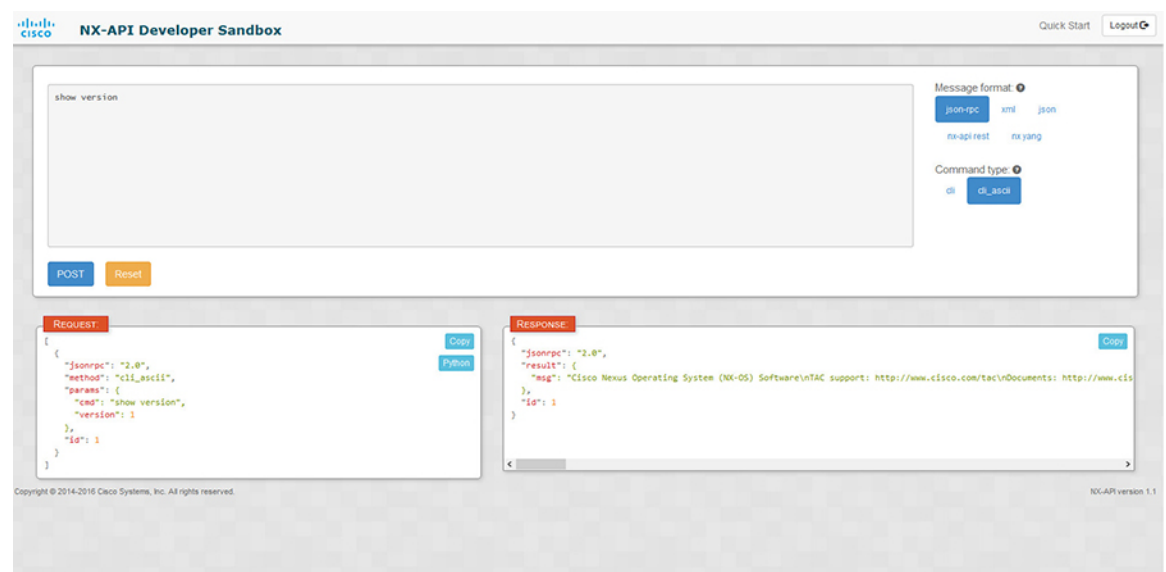 CISCO
NX-API Developer Sandbox
Quick Start
Logout
show version
Message format:
json-rpc xml json
nx-api rest nx yang
Command type:
cli cli_ascii
POST Reset
REQUEST:
Copy
Python
[
{
"jsonrpc": "2.0",
"method": "cli_ascii",
"params": {
"cmd": "show version",
"version": 1
},
"id": 1
}
]
RESPONSE:
Copy
{
"jsonrpc": "2.0",
"result": {
"msg": "Cisco Nexus Operating System (NX-OS) Software\nTAC support: http://www.cisco.com/tac\nDocuments: http://www.cis
},
"id": 1
}
Copyright © 2014-2016 Cisco Systems, Inc. All rights reserved.
NX-API version 1.1